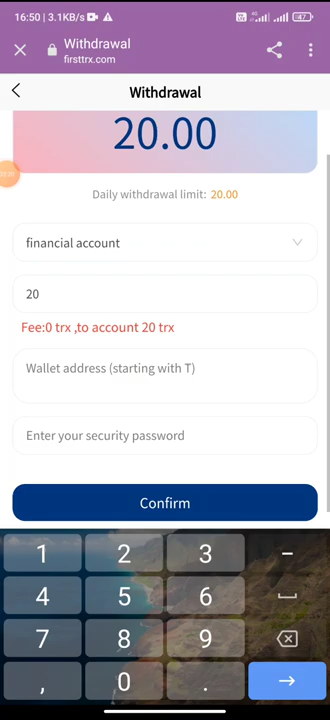 16:50 3.1KB/s 4G 47
Withdrawal
firsttrx.com
Withdrawal
20.00
Daily withdrawal limit: 20.00
financial account
20
Fee:0 trx ,to account 20 trx
Wallet address (starting with T)
Enter your security password
Confirm
1 2 3 -
4 5 6
7 8 9
, 0 .